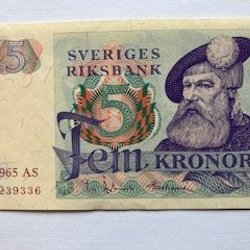 5
SVERIGES
RIKSBANK
5
1965 AS
Fem KRONOR
239336